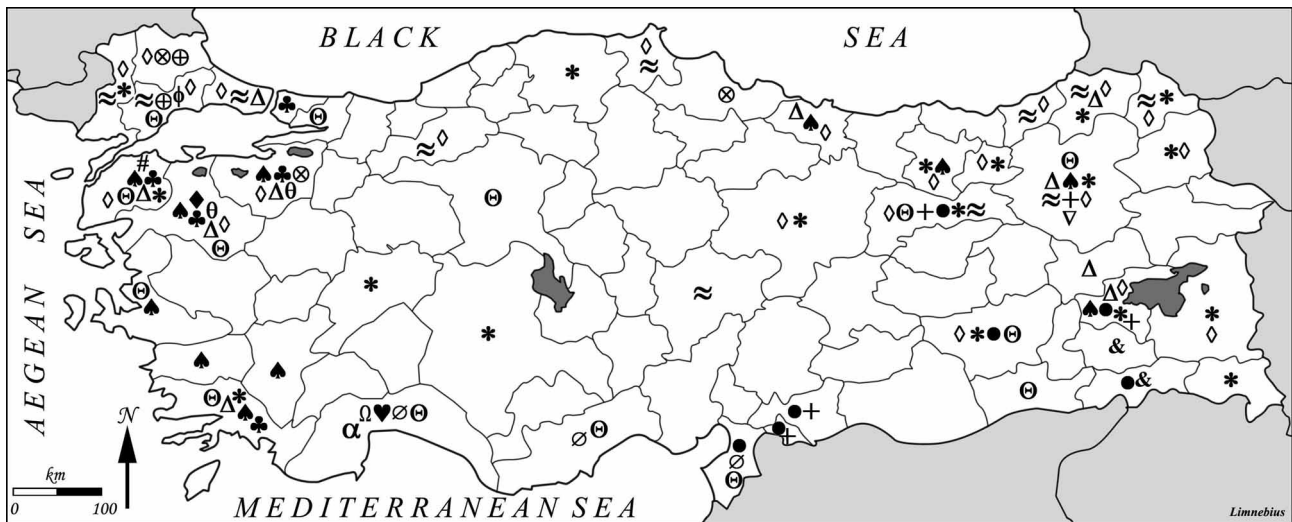 BLACK SEA
AEGEAN SEA
N
km
0 100
MEDITERRANEAN SEA
Limnebius